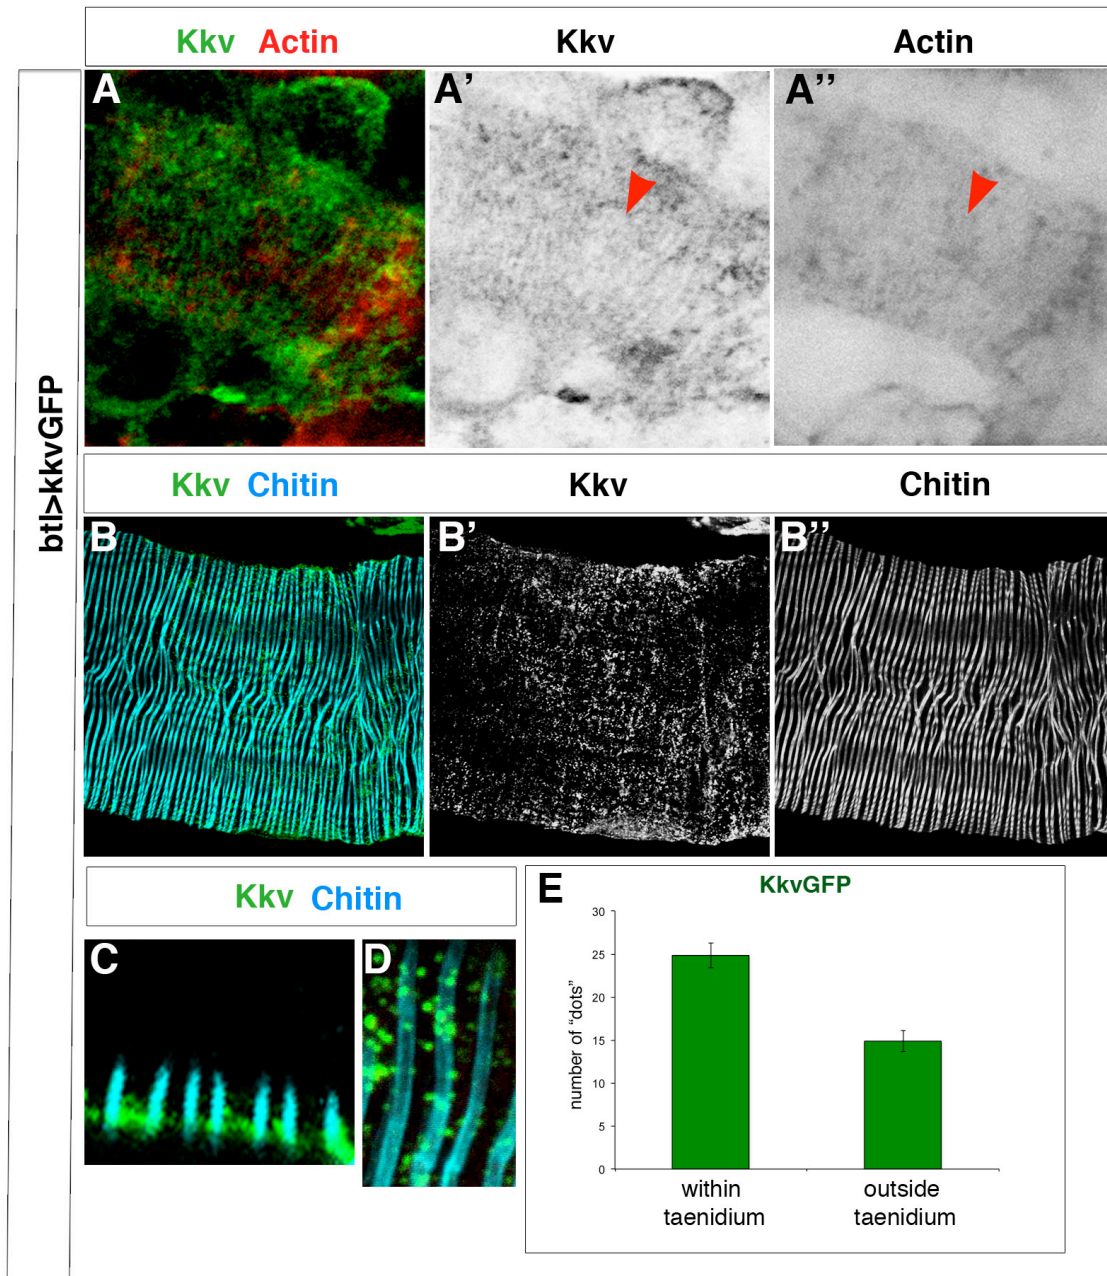 Kkv Actin
Kkv
Actin
btl>kkvGFP
A
A’
A’’
Kkv Chitin
Kkv
Chitin
B
B’
B’’
Kkv Chitin
C
D
E
KkvGFP
number of “dots”
30
25
20
15
10
5
0
within
taenidium
outside
taenidium